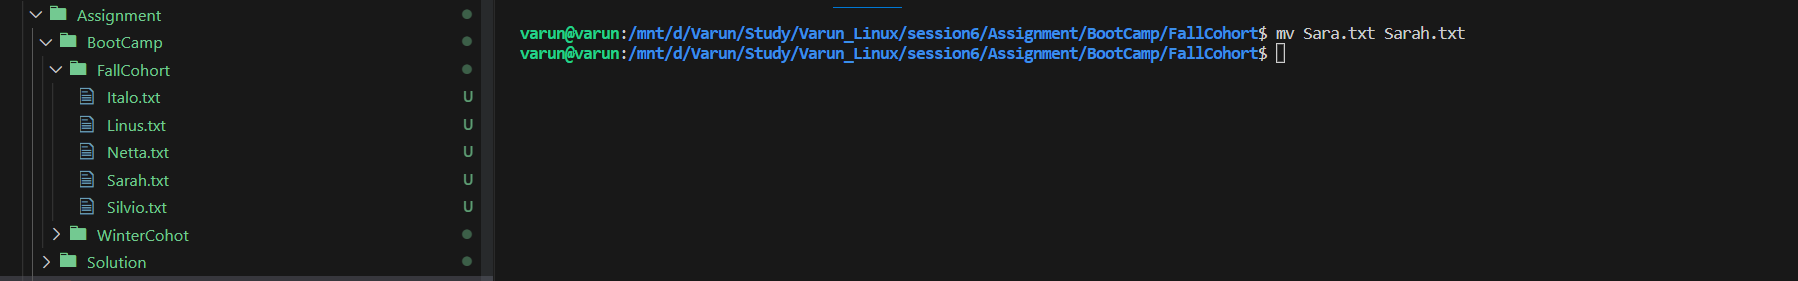 Assignment
BootCamp
FallCohort
Italo.txt U
Linus.txt U
Netta.txt U
Sarah.txt U
Silvio.txt U
WinterCohot
Solution
varun@varun:/mnt/d/Varun/Study/Varun_Linux/session6/Assignment/BootCamp/FallCohort$ mv Sara.txt Sarah.txt
varun@varun:/mnt/d/Varun/Study/Varun_Linux/session6/Assignment/BootCamp/FallCohort$